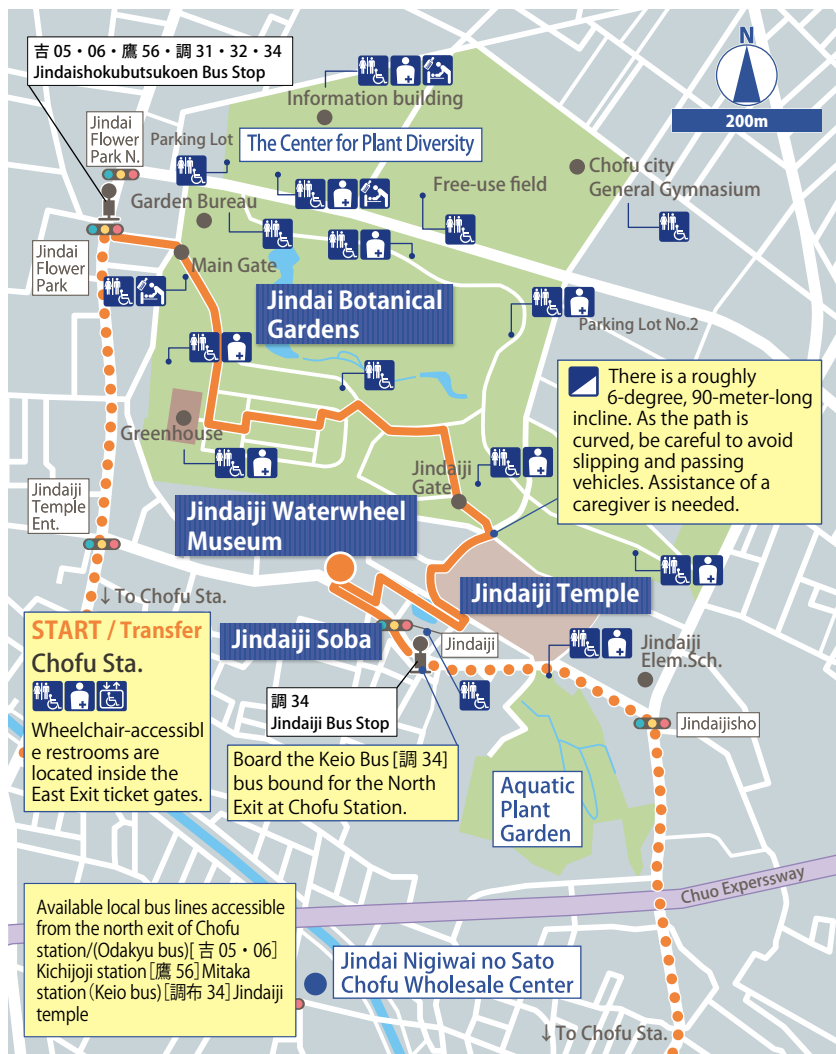 吉 05・06・鷹 56・調 31・32・34
Jindaishokubutsukoen Bus Stop
N
200m
Information building
Jindai
Flower
Park N.
Parking Lot
The Center for Plant Diversity
Chofu city
General Gymnasium
Free-use field
Garden Bureau
Jindai
Flower
Park
Main Gate
Jindai Botanical
Gardens
Parking Lot No.2
There is a roughly
6-degree, 90-meter-long
incline. As the path is
curved, be careful to avoid
slipping and passing
vehicles. Assistance of a
caregiver is needed.
Greenhouse
Jindaiji
Gate
Jindaiji
Temple
Ent.
Jindaiji Waterwheel
Museum
↓ To Chofu Sta.
Jindaiji Temple
START / Transfer
Chofu Sta.
Wheelchair-accessibl
e restrooms are
located inside the
East Exit ticket gates.
Jindaiji Soba
Jindaiji
Jindaiji
Elem.Sch.
調 34
Jindaiji Bus Stop
Jindaijisho
Board the Keio Bus [調 34]
bus bound for the North
Exit at Chofu Station.
Aquatic
Plant
Garden
Chuo Experssway
Available local bus lines accessible
from the north exit of Chofu
station/(Odakyu bus)[ 吉 05・06]
Kichijoji station [鷹 56] Mitaka
station (Keio bus) [調布 34] Jindaiji
temple
Jindai Nigiwai no Sato
Chofu Wholesale Center
↓ To Chofu Sta.